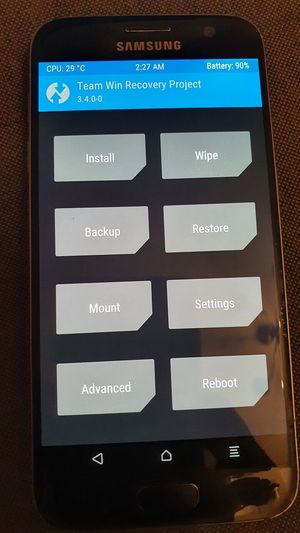 SAMSUNG
CPU: 29 °C 2:27 AM Battery: 90%
Team Win Recovery Project
3.4.0-0
Install Wipe
Backup Restore
Mount Settings
Advanced Reboot